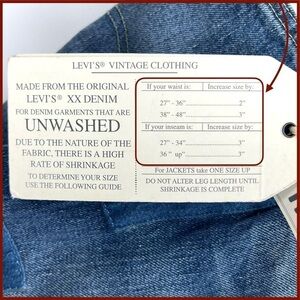 LEVI'S® VINTAGE CLOTHING
MADE FROM THE ORIGINAL
LEVI'S® XX DENIM
FOR DENIM GARMENTS THAT ARE
UNWASHED
DUE TO THE NATURE OF THE
FABRIC, THERE IS A HIGH
RATE OF SHRINKAGE
TO DETERMINE YOUR SIZE
USE THE FOLLOWING GUIDE
If your waist is: Increase size by:
27" - 36" 2"
38" - 48" 3"
If your inseam is: Increase size by:
27" - 34" 3"
36" up" 3"
For JACKETS take ONE SIZE UP
DO NOT ALTER LEG LENGTH UNTIL
SHRINKAGE IS COMPLETE